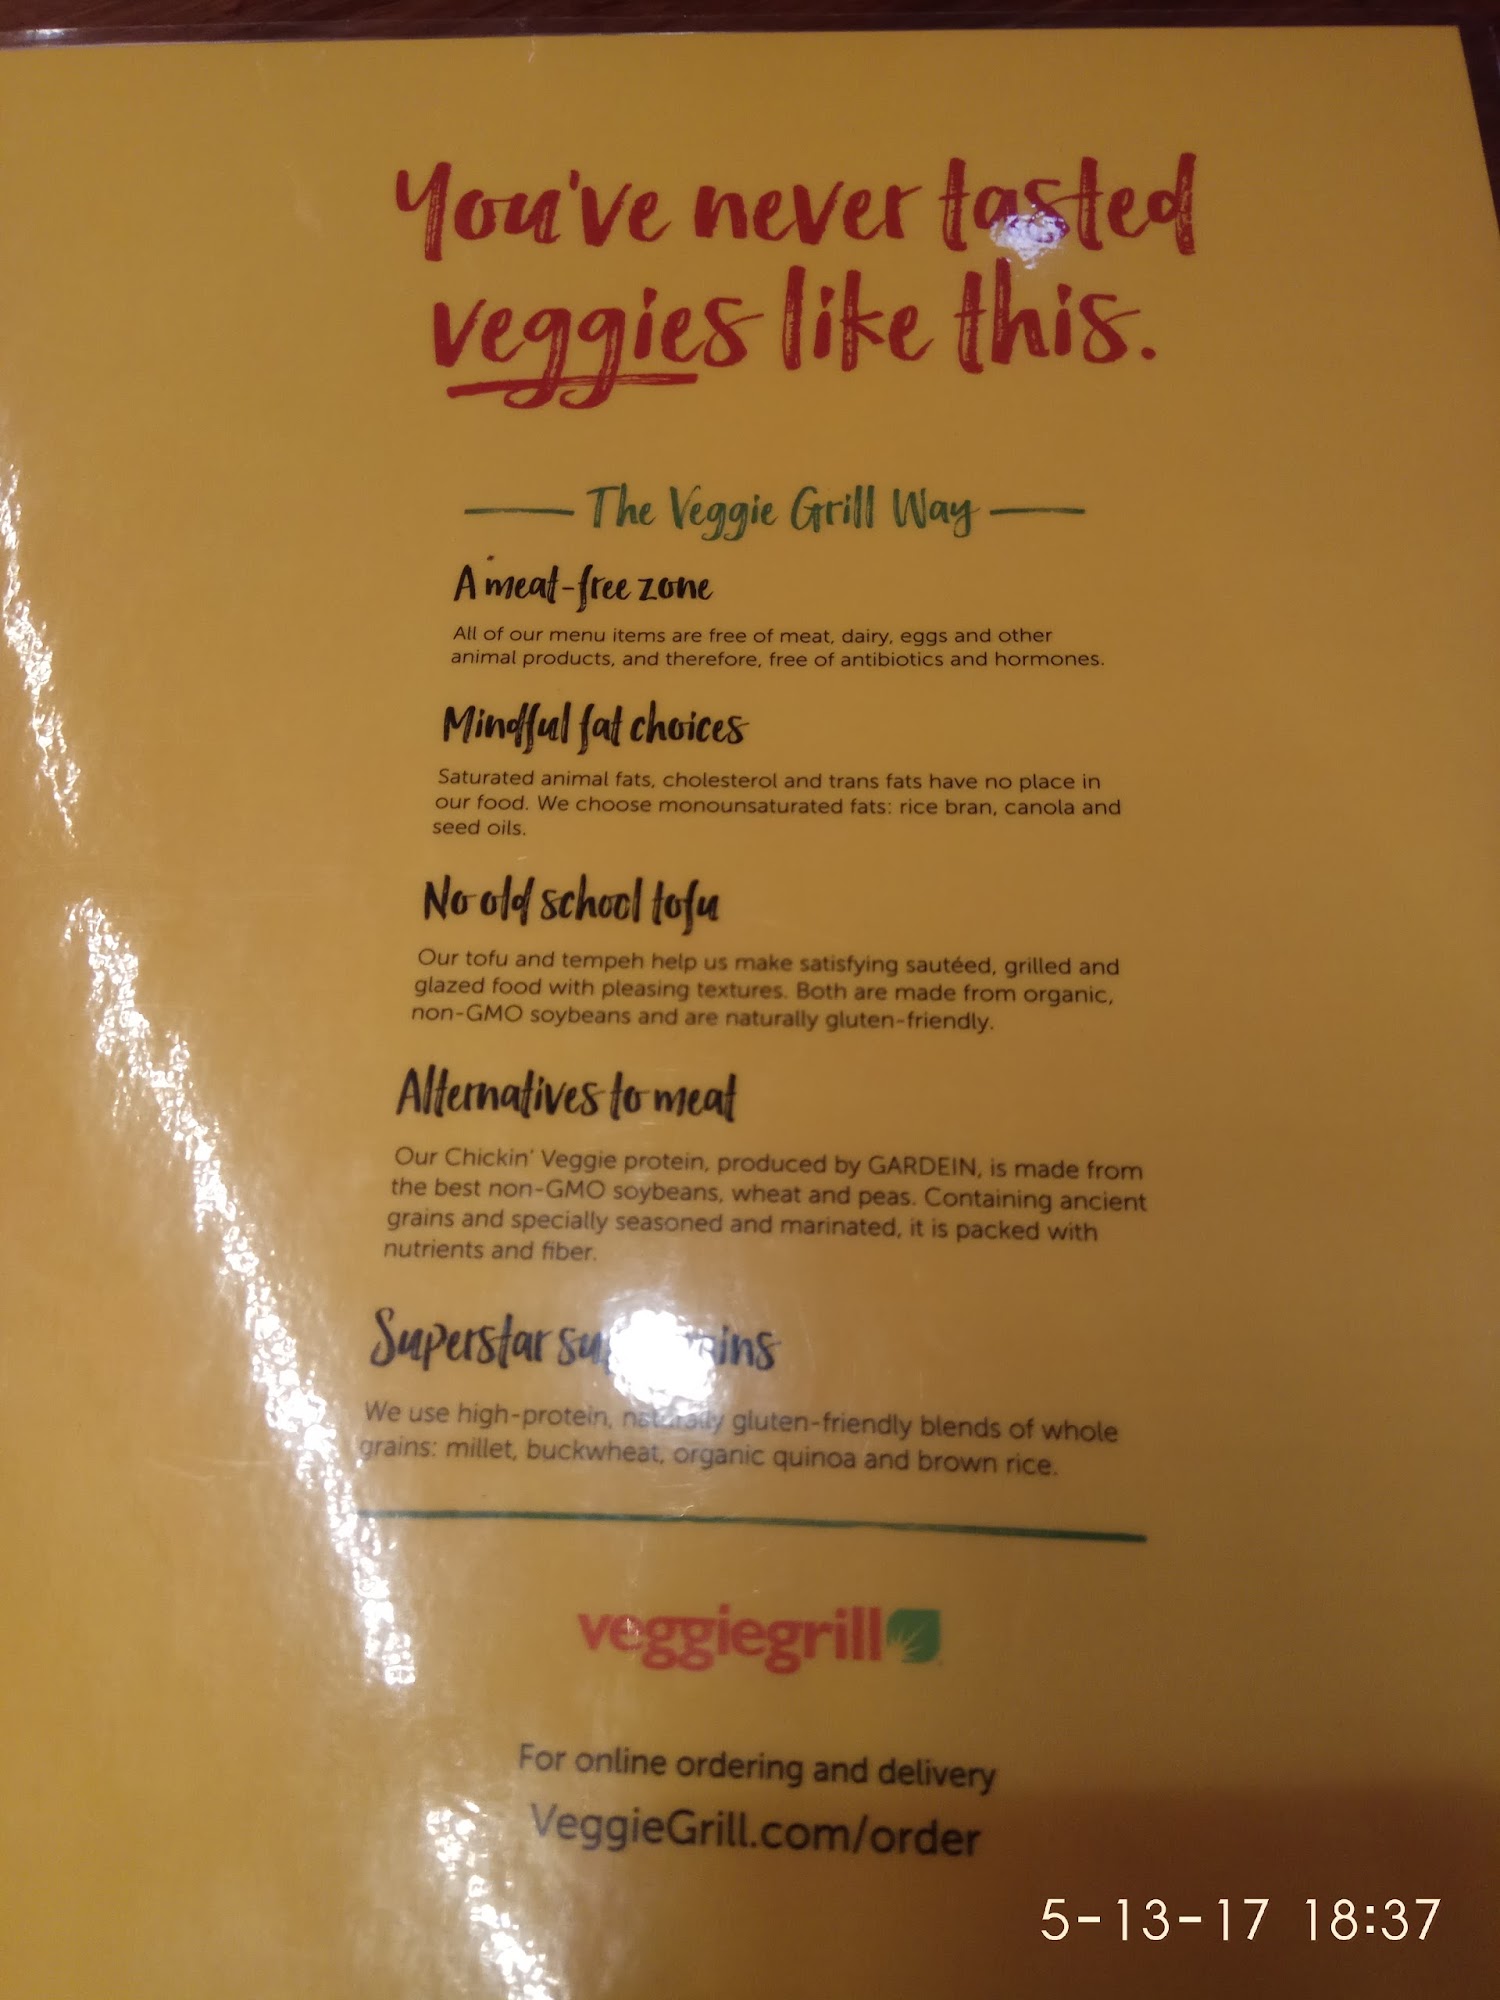 You've never tasted
veggies like this.
The Veggie Grill Way
A meat-free zone
All of our menu items are free of meat, dairy, eggs and other
animal products, and therefore, free of antibiotics and hormones.
Mindful fat choices
Saturated animal fats, cholesterol and trans fats have no place in
our food. We choose monounsaturated fats: rice bran, canola and
seed oils.
No old school tofu
Our tofu and tempeh help us make satisfying sautéed, grilled and
glazed food with pleasing textures. Both are made from organic,
non-GMO soybeans and are naturally gluten-friendly.
Alternatives to meat
Our Chickin' Veggie protein, produced by GARDEIN, is made from
the best non-GMO soybeans, wheat and peas. Containing ancient
grains and specially seasoned and marinated, it is packed with
nutrients and fiber.
Superstar
We use high-protein, naturally gluten-friendly blends of whole
grains: millet, buckwheat, organic quinoa and brown rice.
veggiegrill
For online ordering and delivery
VeggieGrill.com/order
5-13-17 18:37